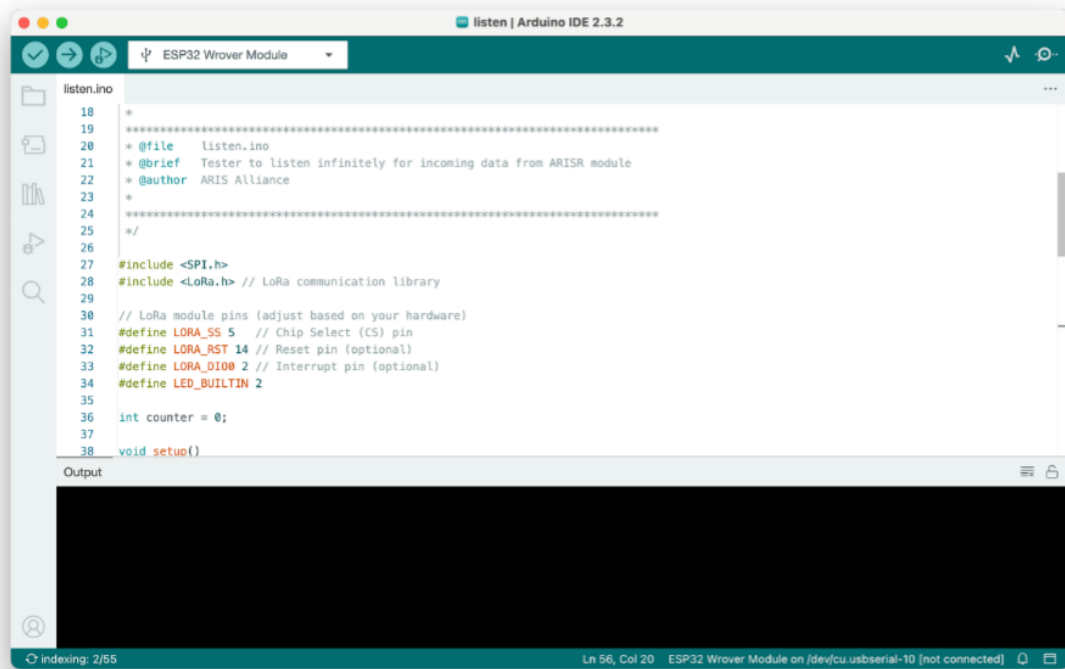 listen | Arduino IDE 2.3.2
ESP32 Wrover Module
listen.ino
18 *
19 ******************************************************************************
20 * @file    listen.ino
21 * @brief   Tester to listen infinitely for incoming data from ARISR module
22 * @author  ARIS Alliance
23 *
24 ******************************************************************************
25 */
26
27 #include <SPI.h>
28 #include <LoRa.h> // LoRa communication library
29
30 // LoRa module pins (adjust based on your hardware)
31 #define LORA_SS 5   // Chip Select (CS) pin
32 #define LORA_RST 14 // Reset pin (optional)
33 #define LORA_DIO0 2 // Interrupt pin (optional)
34 #define LED_BUILTIN 2
35
36 int counter = 0;
37
38 void setup()
Output
indexing: 2/55 Ln 56, Col 20 ESP32 Wrover Module on /dev/cu.usbserial-10 [not connected]